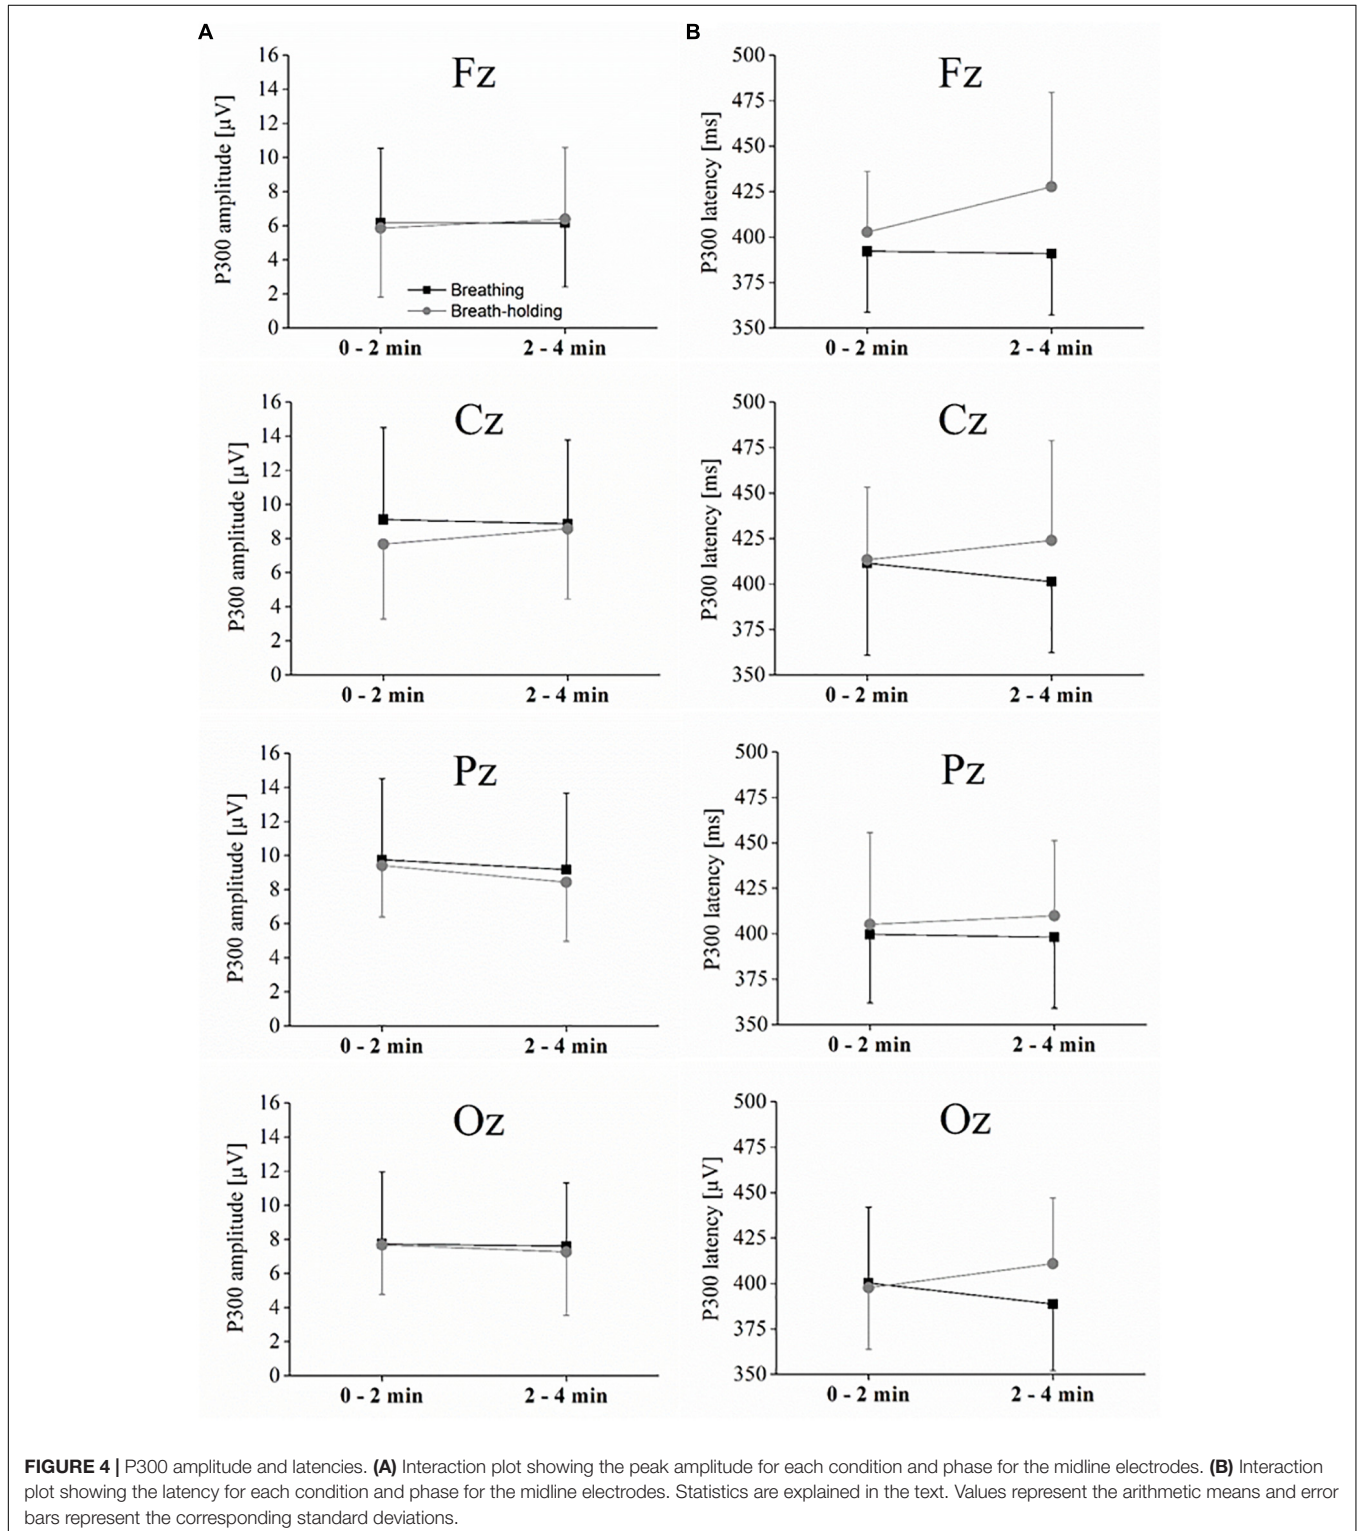 A
B
16
14
12
10
8
6
4
2
0
P300 amplitude [µV]
Fz
Breathing
Breath-holding
0 - 2 min
2 - 4 min
500
475
450
425
400
375
350
P300 latency [ms]
Fz
0 - 2 min
2 - 4 min
16
14
12
10
8
6
4
2
0
P300 amplitude [µV]
Cz
0 - 2 min
2 - 4 min
500
475
450
425
400
375
350
P300 latency [ms]
Cz
0 - 2 min
2 - 4 min
16
14
12
10
8
6
4
2
0
P300 amplitude [µV]
Pz
0 - 2 min
2 - 4 min
500
475
450
425
400
375
350
P300 latency [ms]
Pz
0 - 2 min
2 - 4 min
16
14
12
10
8
6
4
2
0
P300 amplitude [µV]
Oz
0 - 2 min
2 - 4 min
500
475
450
425
400
375
350
P300 latency [µV]
Oz
0 - 2 min
2 - 4 min
FIGURE 4 | P300 amplitude and latencies. (A) Interaction plot showing the peak amplitude for each condition and phase for the midline electrodes. (B) Interaction
plot showing the latency for each condition and phase for the midline electrodes. Statistics are explained in the text. Values represent the arithmetic means and error
bars represent the corresponding standard deviations.